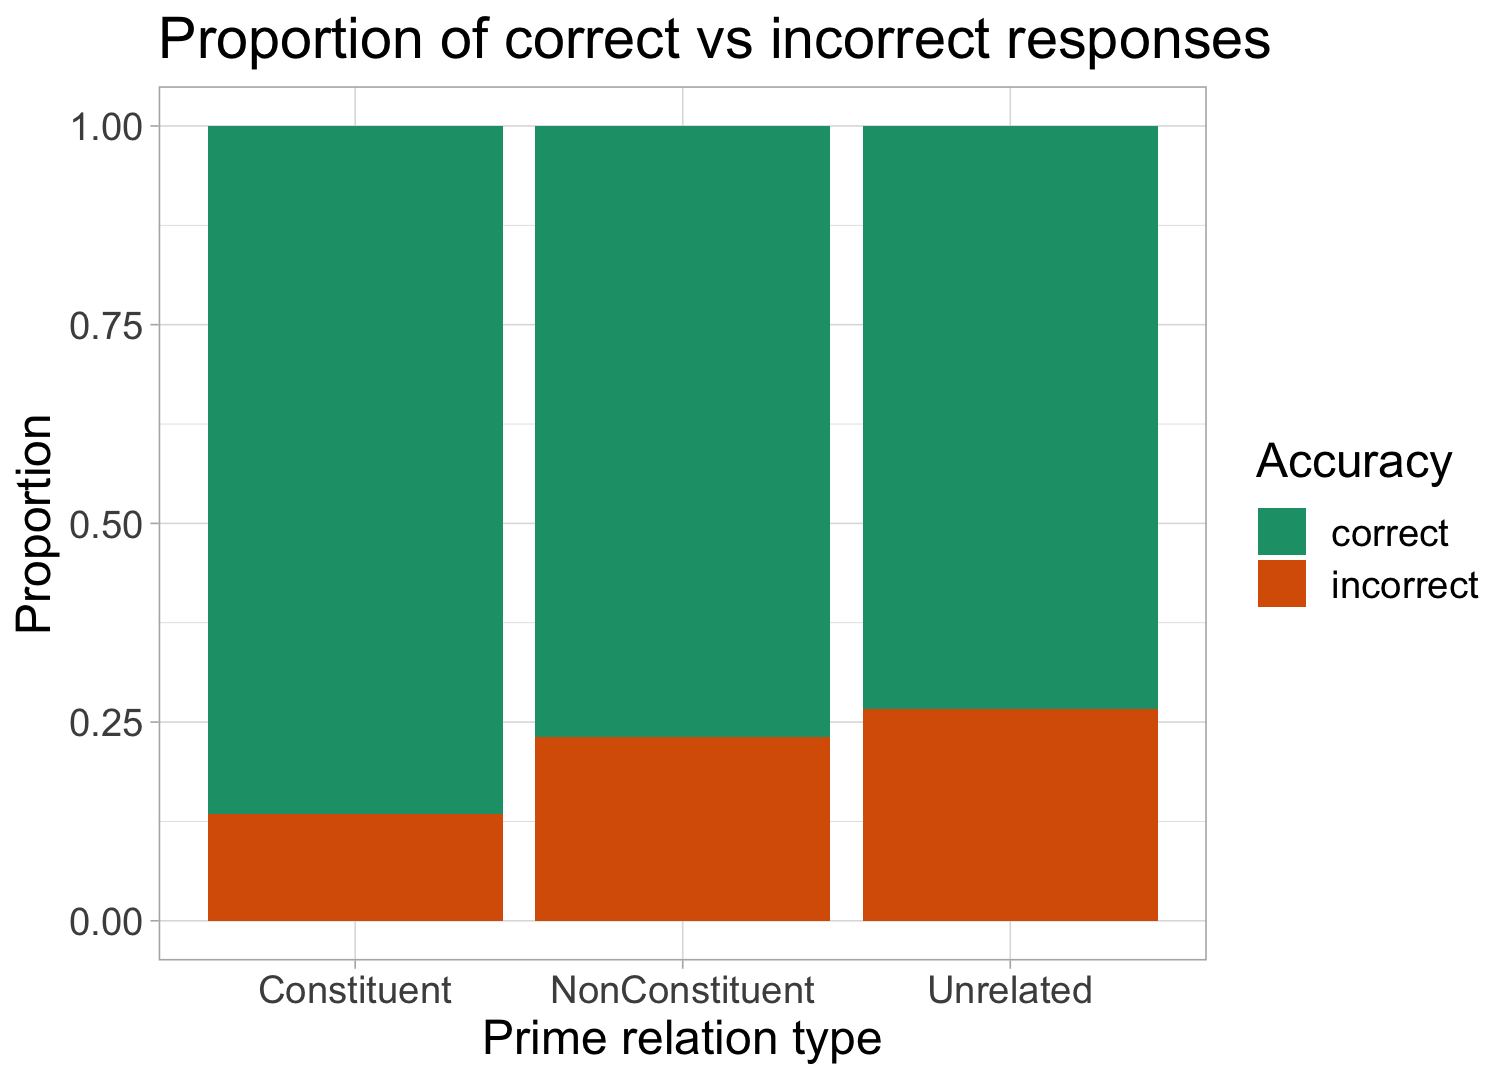 Proportion of correct vs incorrect responses
1.00
0.75
0.50
0.25
0.00
Proportion
Constituent NonConstituent Unrelated
Prime relation type
Accuracy
correct
incorrect